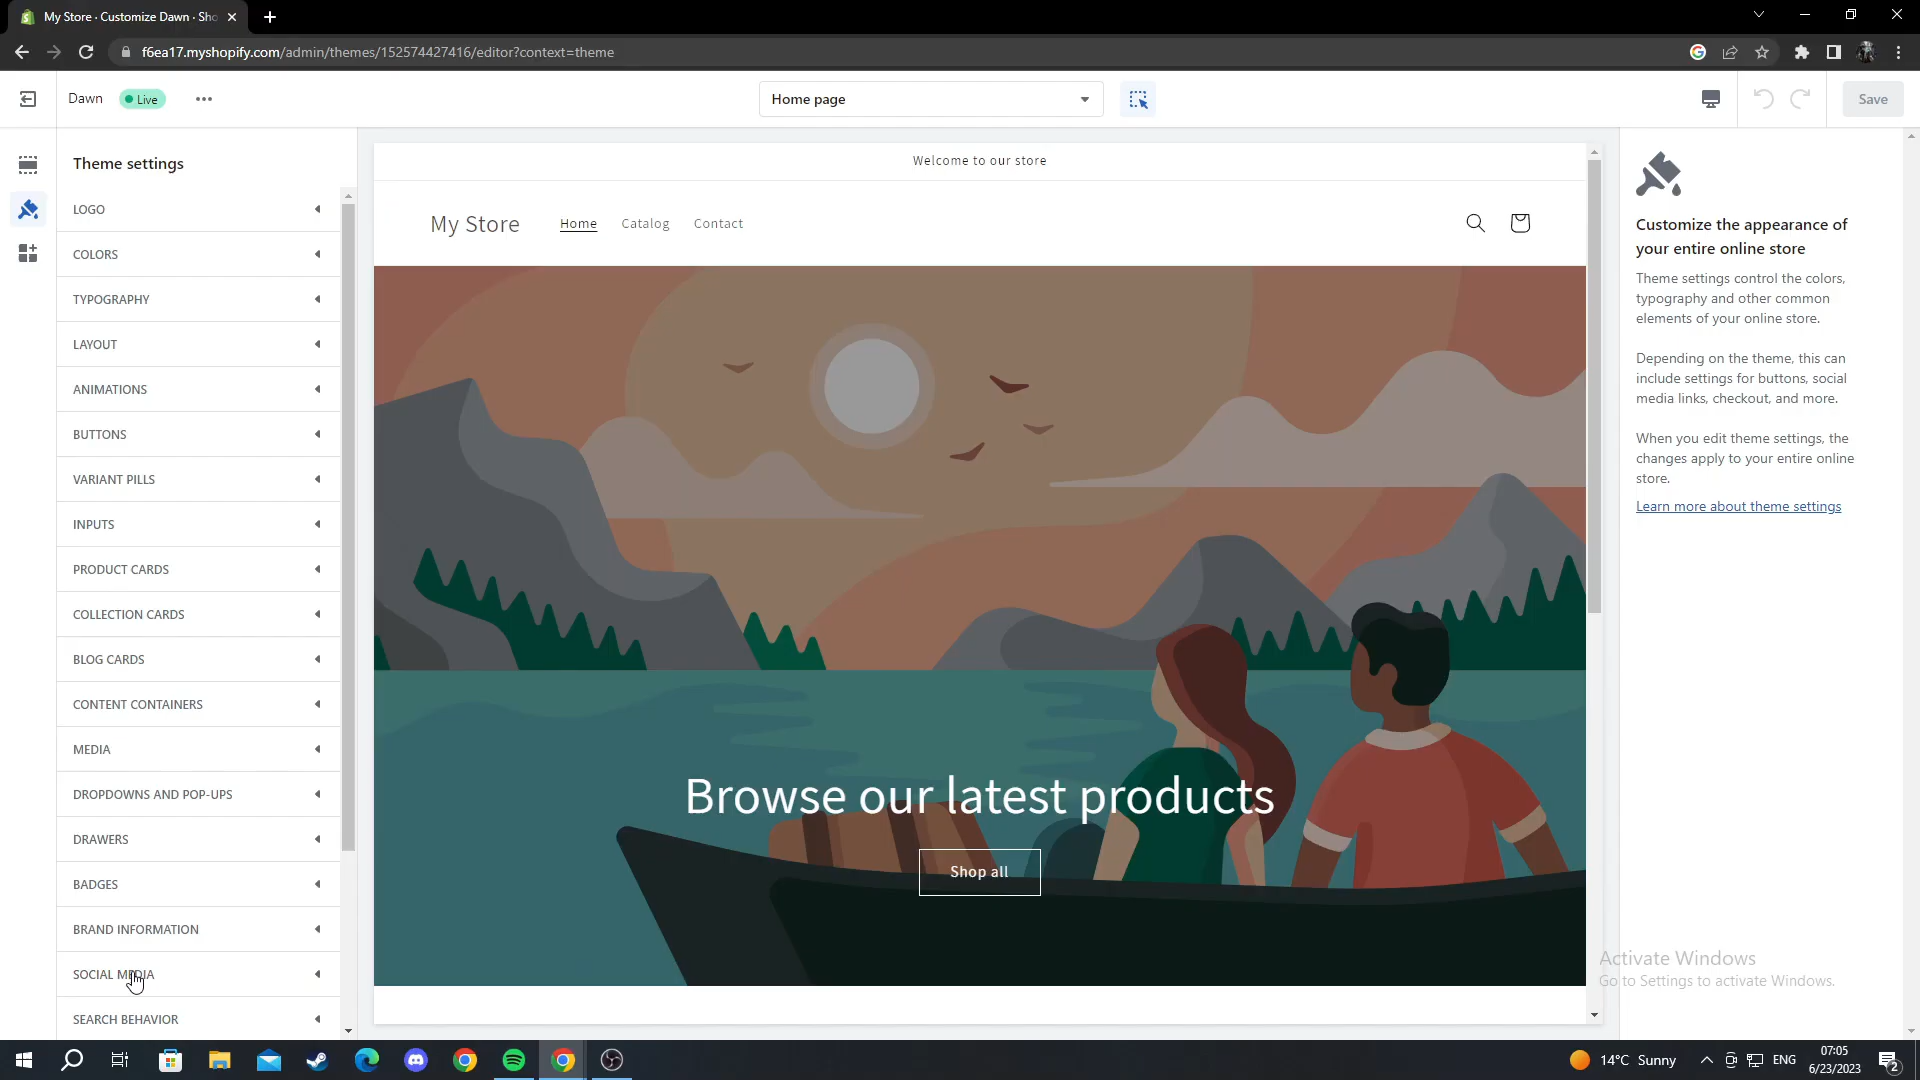 My Store · Customize Dawn · Sho
f6ea17.myshopify.com/admin/themes/152574427416/editor?context=theme
Dawn
Live
Home page
Save
Theme settings
LOGO
COLORS
TYPOGRAPHY
LAYOUT
ANIMATIONS
BUTTONS
VARIANT PILLS
INPUTS
PRODUCT CARDS
COLLECTION CARDS
BLOG CARDS
CONTENT CONTAINERS
MEDIA
DROPDOWNS AND POP-UPS
DRAWERS
BADGES
BRAND INFORMATION
SOCIAL MEDIA
SEARCH BEHAVIOR
Welcome to our store
My Store
Home
Catalog
Contact
Browse our latest products
Shop all
Customize the appearance of
your entire online store
Theme settings control the colors,
typography and other common
elements of your online store.
Depending on the theme, this can
include settings for buttons, social
media links, checkout, and more.
When you edit theme settings, the
changes apply to your entire online
store.
Learn more about theme settings
Activate Windows
Go to Settings to activate Windows.
14°C Sunny
ENG
07:05
6/23/2023
2